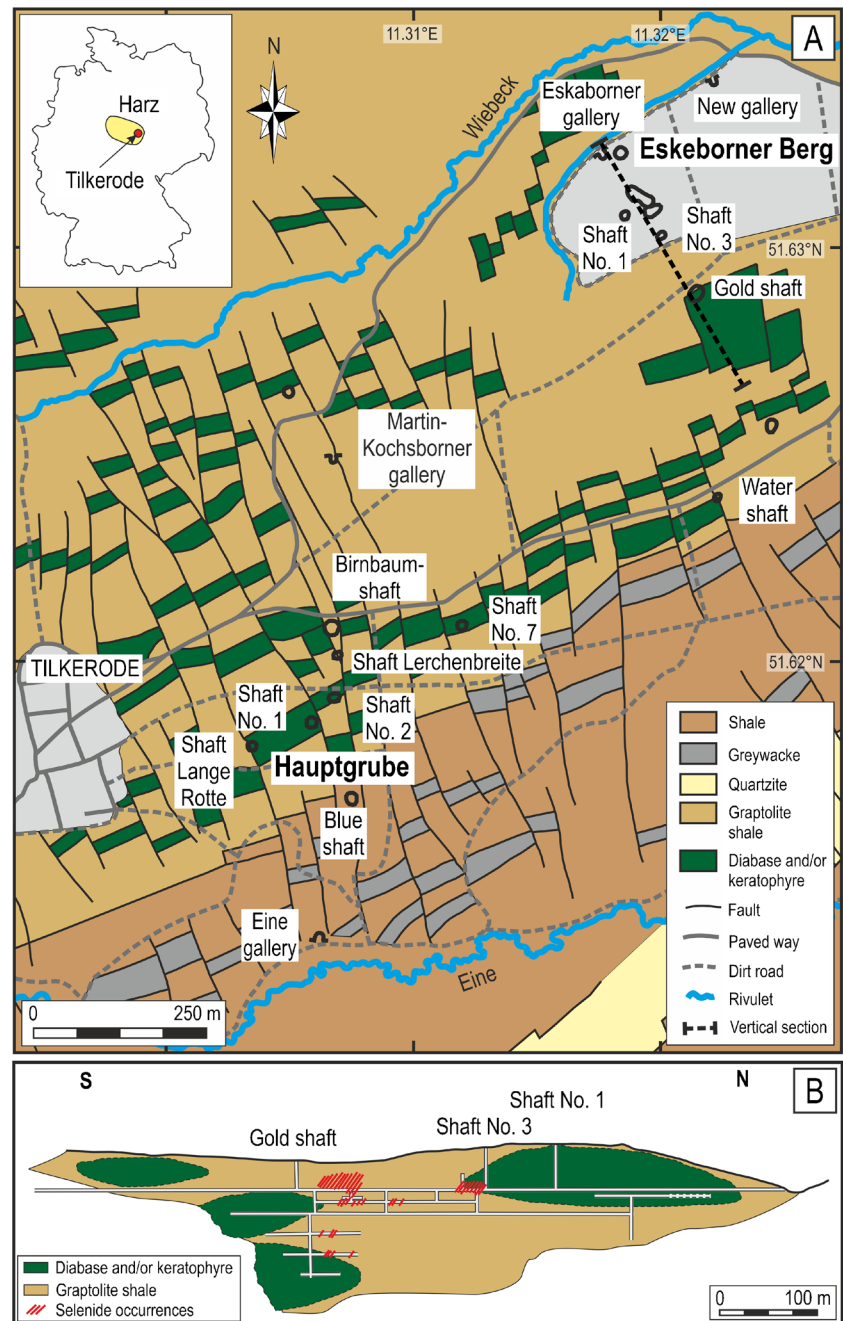 11.31°E
11.32°E
A
N
Harz
Tilkerode
Wiebeck
Eskaborner
gallery
New gallery
Eskeborner Berg
Shaft
No. 1
Shaft
No. 3
51.63°N
Gold shaft
Martin-
Kochsborner
gallery
Water
shaft
Birnbaum-
shaft
Shaft
No. 7
TILKERODE
Shaft Lerchenbreite
51.62°N
Shaft
No. 1
Shaft
No. 2
Shaft
Lange
Rotte
Hauptgrube
Blue
shaft
Eine
gallery
Eine
0
250 m
Shale
Greywacke
Quartzite
Graptolite
shale
Diabase and/or
keratophyre
Fault
Paved way
Dirt road
Rivulet
Vertical section
S
N
B
Shaft No. 1
Shaft No. 3
Gold shaft
Diabase and/or keratophyre
Graptolite shale
Selenide occurrences
0
100 m